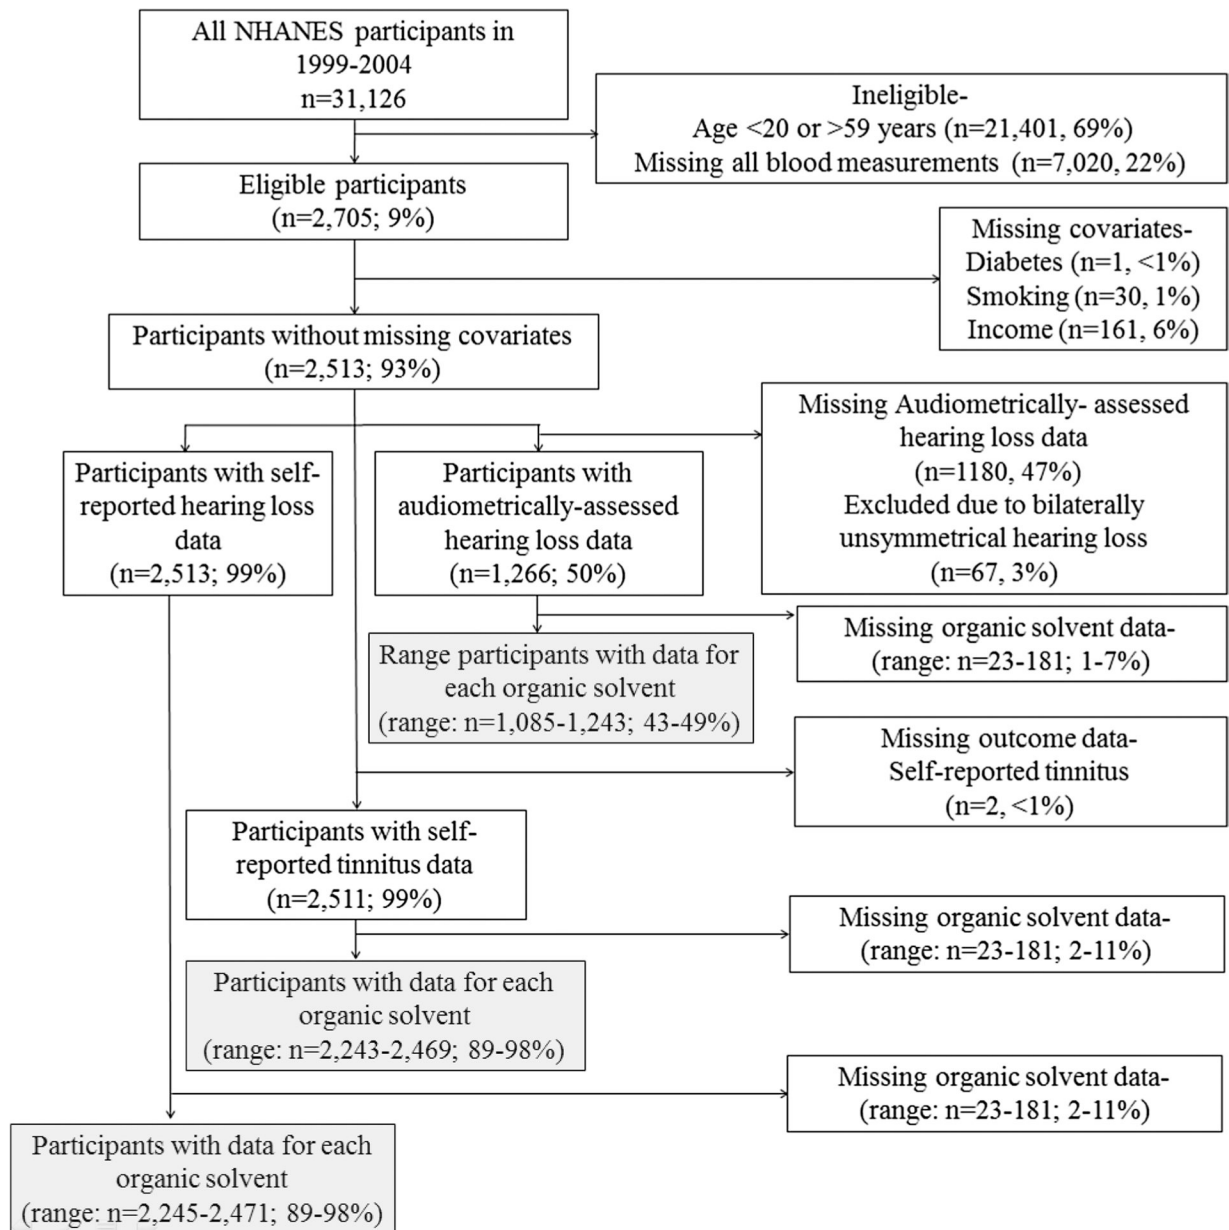 All NHANES participants in
1999-2004
n=31,126
Ineligible-
Age <20 or >59 years (n=21,401, 69%)
Missing all blood measurements (n=7,020, 22%)
Eligible participants
(n=2,705; 9%)
Missing covariates-
Diabetes (n=1, <1%)
Smoking (n=30, 1%)
Income (n=161, 6%)
Participants without missing covariates
(n=2,513; 93%)
Missing Audiometrically- assessed
hearing loss data
(n=1180, 47%)
Excluded due to bilaterally
unsymmetrical hearing loss
(n=67, 3%)
Participants with self-
reported hearing loss
data
(n=2,513; 99%)
Participants with
audiometrically-assessed
hearing loss data
(n=1,266; 50%)
Missing organic solvent data-
(range: n=23-181; 1-7%)
Range participants with data for
each organic solvent
(range: n=1,085-1,243; 43-49%)
Missing outcome data-
Self-reported tinnitus
(n=2, <1%)
Participants with self-
reported tinnitus data
(n=2,511; 99%)
Missing organic solvent data-
(range: n=23-181; 2-11%)
Participants with data for each
organic solvent
(range: n=2,243-2,469; 89-98%)
Missing organic solvent data-
(range: n=23-181; 2-11%)
Participants with data for each
organic solvent
(range: n=2,245-2,471; 89-98%)